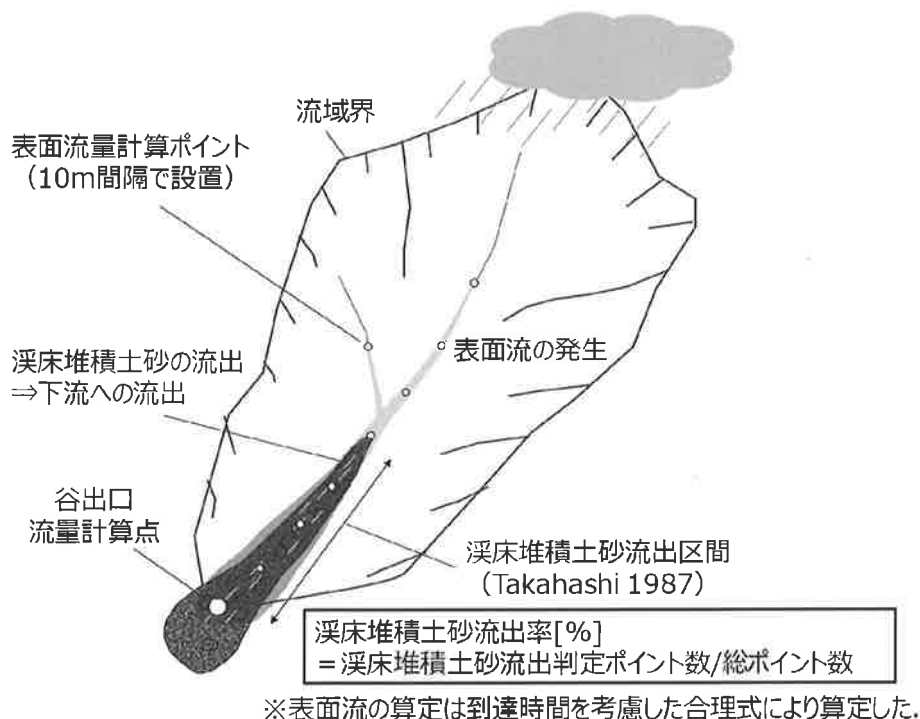 流域界
表面流量計算ポイント
（10m間隔で設置）
表面流の発生
渓床堆積土砂の流出
⇒下流への流出
谷出口
流量計算点
渓床堆積土砂流出区間
（Takahashi 1987）
渓床堆積土砂流出率[%]
＝渓床堆積土砂流出判定ポイント数/総ポイント数
※表面流の算定は到達時間を考慮した合理式により算定した.